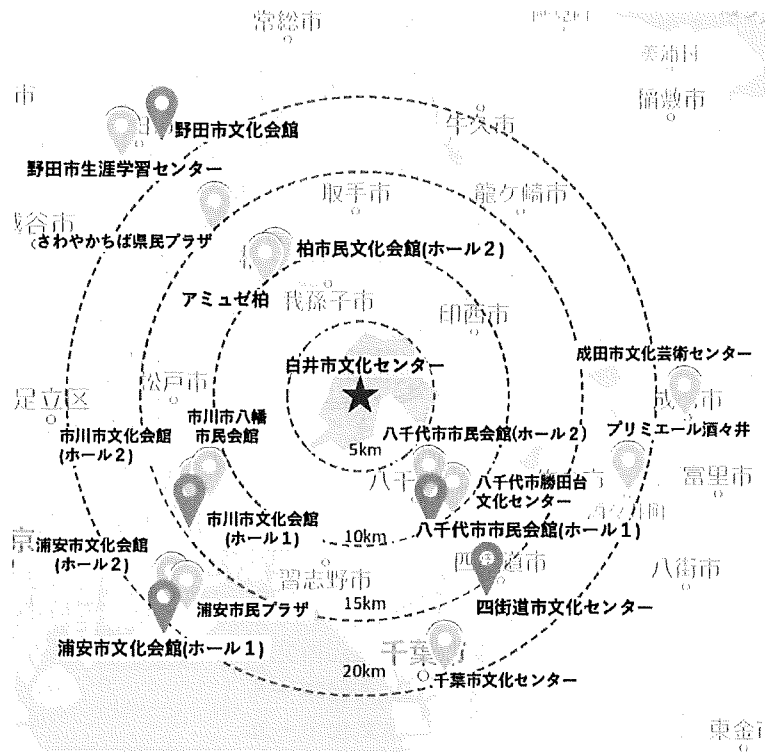 常総市
美浦村
稲敷市
市
牛久市
野田市文化会館
野田市生涯学習センター
取手市
龍ケ崎市
谷市
さわやかちば県民プラザ
柏市民文化会館(ホール2)
アミュゼ柏
我孫子市
印西市
白井市文化センター
成田市文化芸術センター
足立区
松戸市
市川市八幡
市民会館
市川市文化会館
(ホール2)
5km
八千代市市民会館(ホール2)
プリミエール酒々井
八千代市勝田台
文化センター
富里市
市川市文化会館
(ホール1)
八千代市市民会館(ホール1)
10km
京
浦安市文化会館
(ホール2)
習志野市
八街市
浦安市民プラザ
15km
四街道市文化センター
浦安市文化会館(ホール1)
20km
千葉市文化センター
東金市